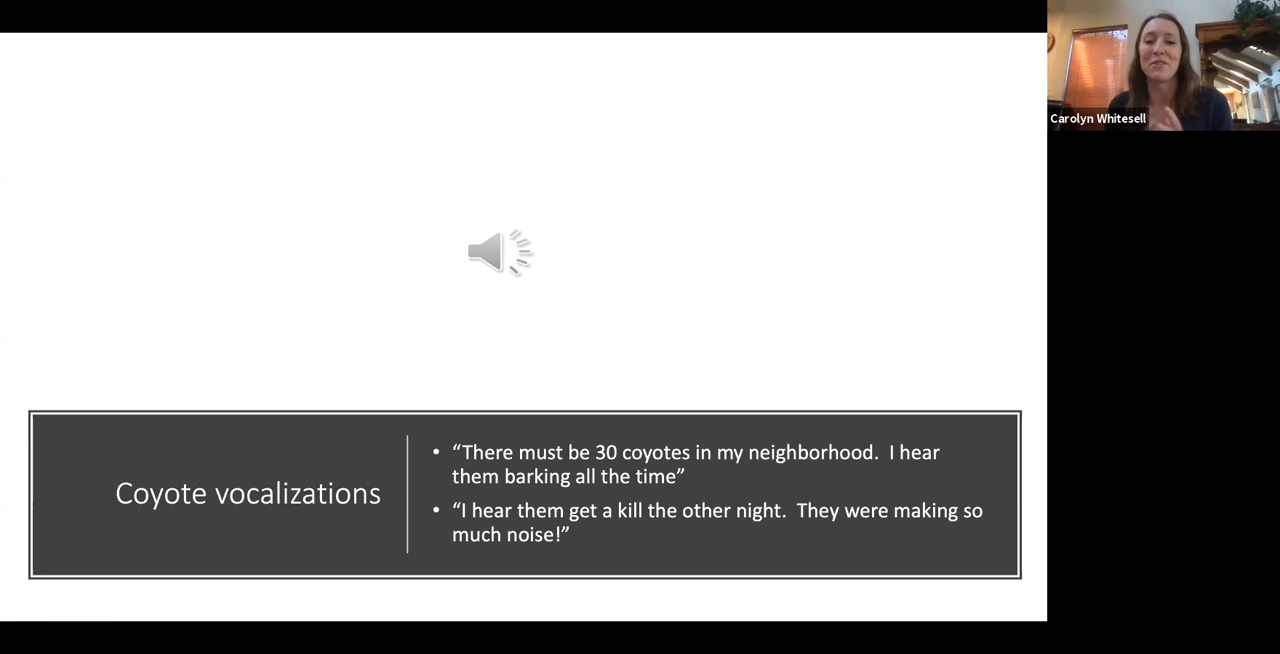 Carolyn Whitesell
Coyote vocalizations
• “There must be 30 coyotes in my neighborhood.  I hear
them barking all the time”
• “I hear them get a kill the other night.  They were making so
much noise!”